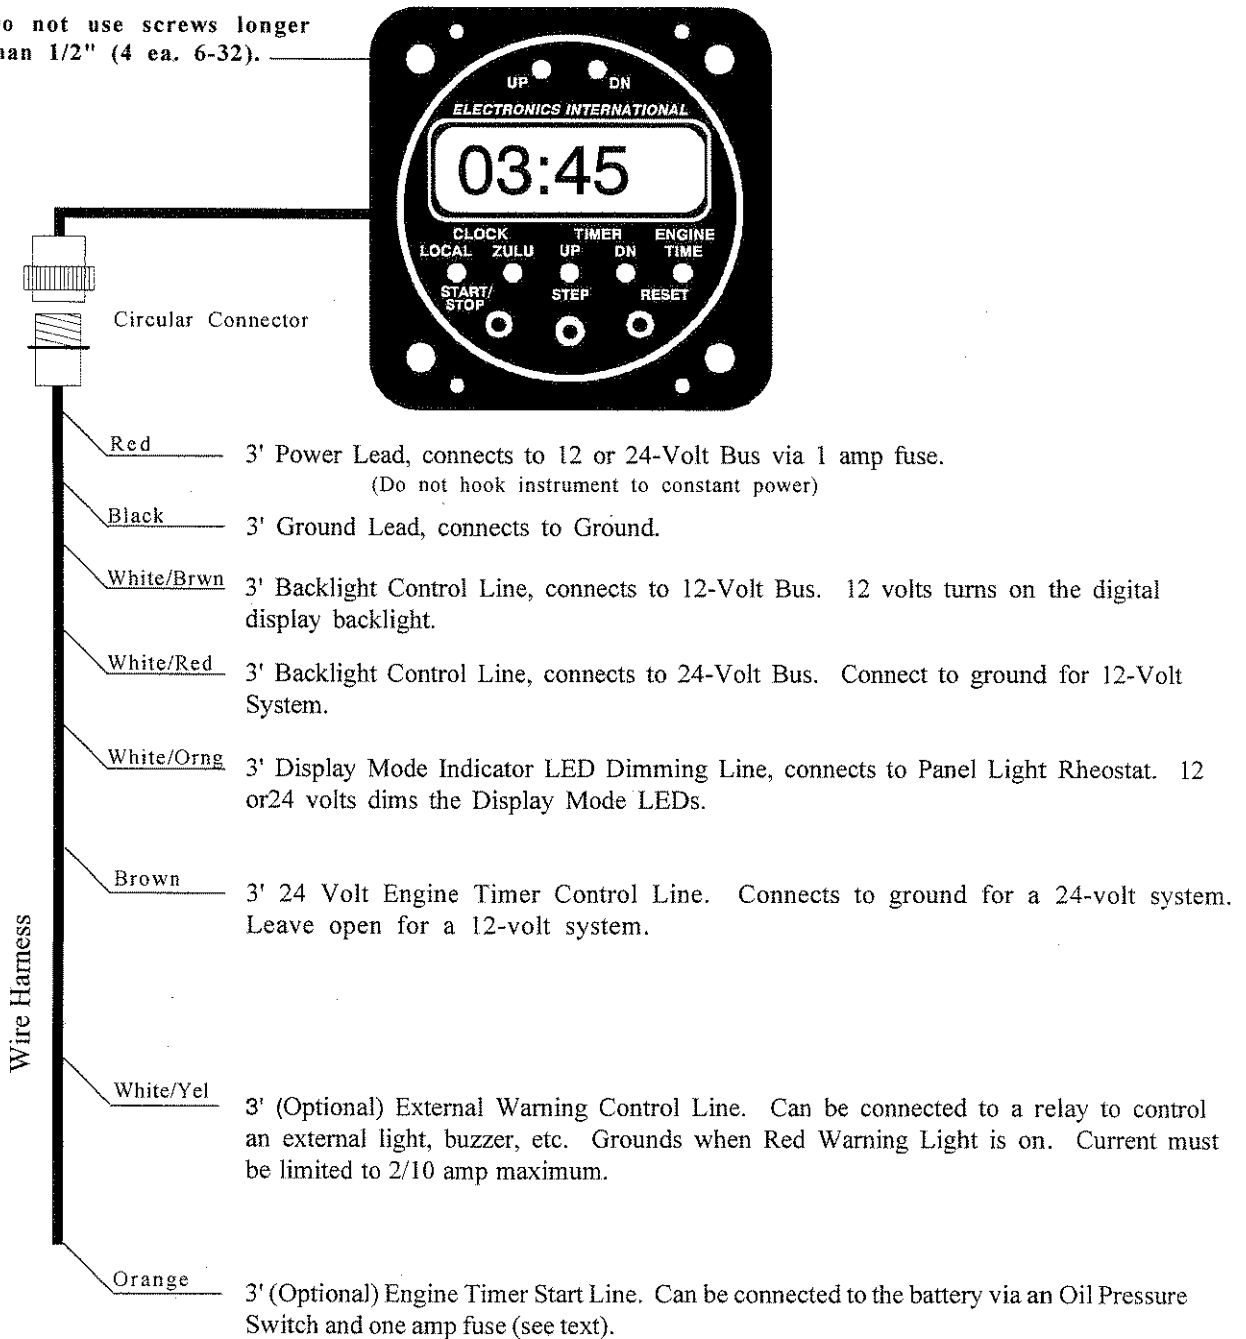 not use screws longer
1/2" (4 ea. 6-32).
UP
DN
ELECTRONICS INTERNATIONAL
03:45
CLOCK TIMER ENGINE
LOCAL ZULU UP DN TIME
START/ STEP RESET
STOP
Circular Connector
Red
3' Power Lead, connects to 12 or 24-Volt Bus via 1 amp fuse.
(Do not hook instrument to constant power)
Black
3' Ground Lead, connects to Ground.
White/Brwn
3' Backlight Control Line, connects to 12-Volt Bus. 12 volts turns on the digital
display backlight.
White/Red
3' Backlight Control Line, connects to 24-Volt Bus. Connect to ground for 12-Volt
System.
White/Orng
3' Display Mode Indicator LED Dimming Line, connects to Panel Light Rheostat. 12
or24 volts dims the Display Mode LEDs.
Brown
3' 24 Volt Engine Timer Control Line. Connects to ground for a 24-volt system.
Leave open for a 12-volt system.
Wire Harness
White/Yel
3' (Optional) External Warning Control Line. Can be connected to a relay to control
an external light, buzzer, etc. Grounds when Red Warning Light is on. Current must
be limited to 2/10 amp maximum.
Orange
3' (Optional) Engine Timer Start Line. Can be connected to the battery via an Oil Pressure
Switch and one amp fuse (see text).